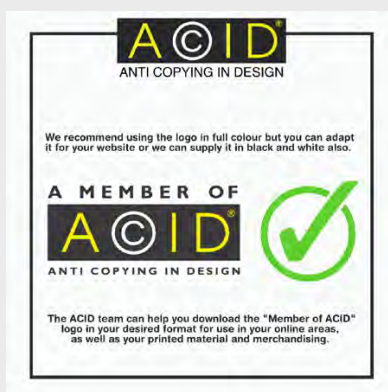 A©ID®
ANTI COPYING IN DESIGN
We recommend using the logo in full colour but you can adapt
it for your website or we can supply it in black and white also.
A MEMBER OF
A©ID®
ANTI COPYING IN DESIGN
The ACID team can help you download the "Member of ACID"
logo in your desired format for use in your online areas,
as well as your printed material and merchandising.